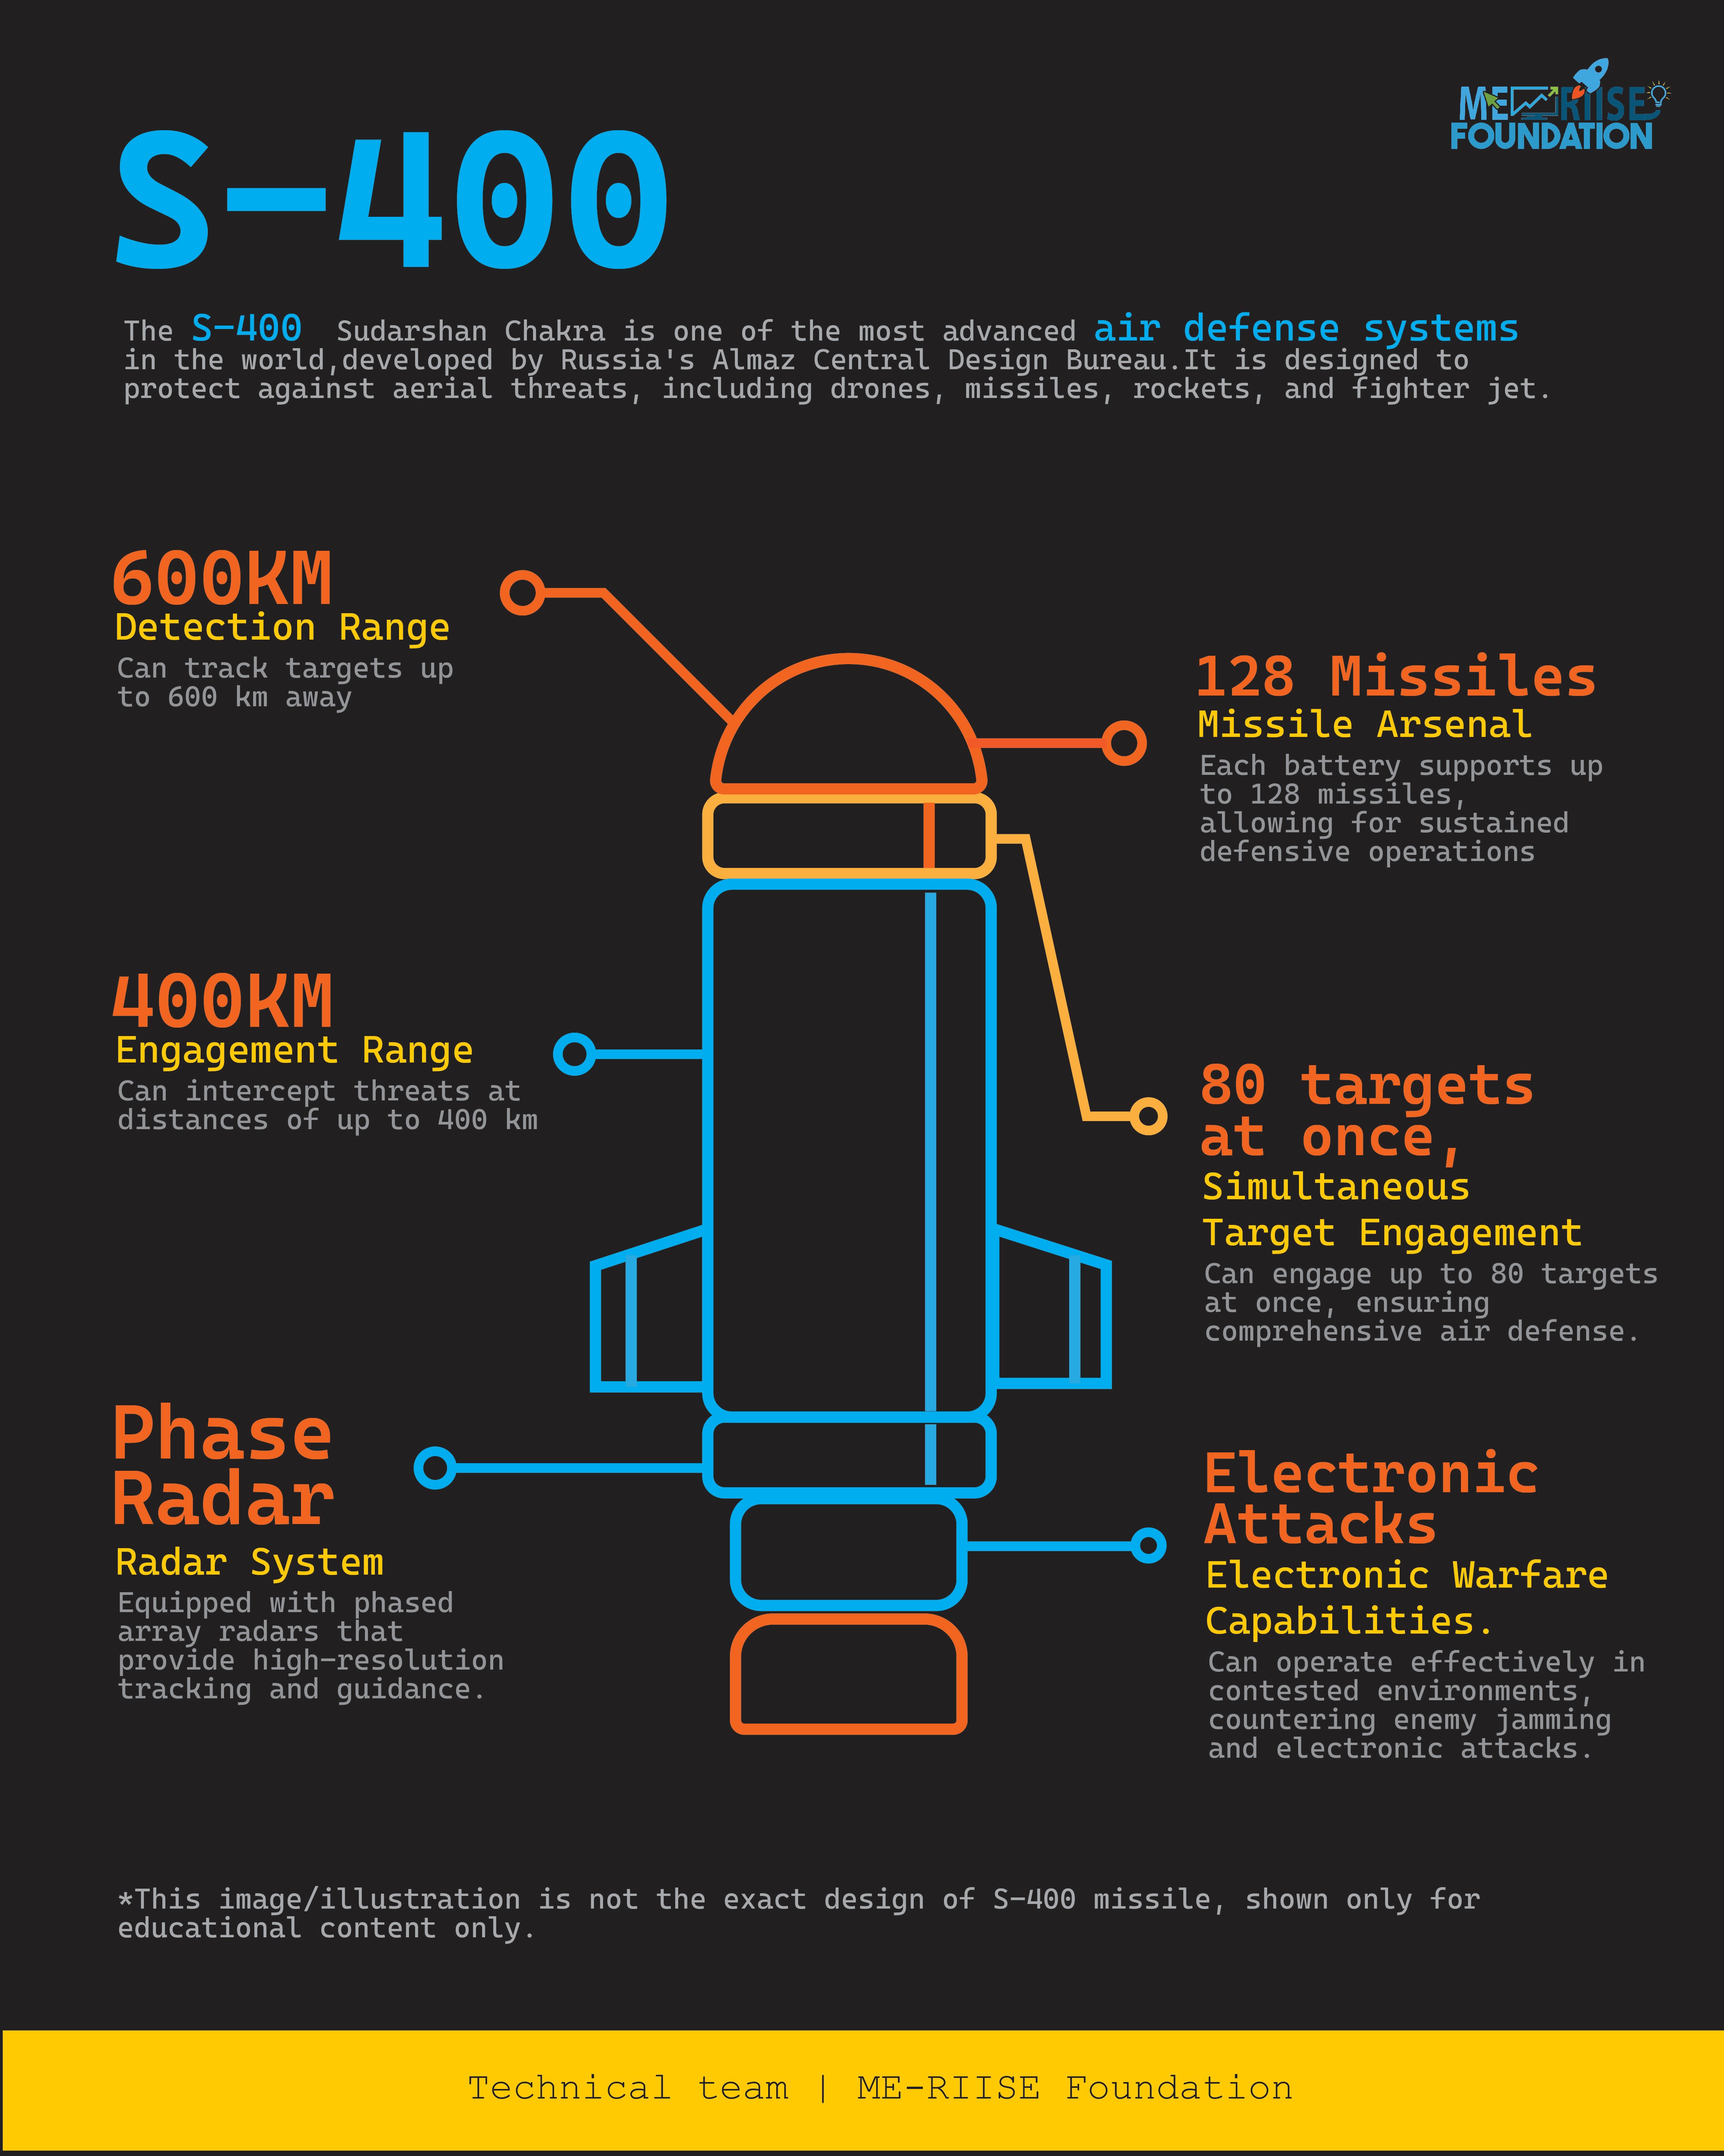 ME RIISE
FOUNDATION
S-400
The S-400 Sudarshan Chakra is one of the most advanced air defense systems
in the world,developed by Russia's Almaz Central Design Bureau.It is designed to
protect against aerial threats, including drones, missiles, rockets, and fighter jet.
600KM
Detection Range
Can track targets up
to 600 km away
128 Missiles
Missile Arsenal
Each battery supports up
to 128 missiles,
allowing for sustained
defensive operations
400KM
Engagement Range
Can intercept threats at
distances of up to 400 km
80 targets
at once,
Simultaneous
Target Engagement
Can engage up to 80 targets
at once, ensuring
comprehensive air defense.
Phase
Radar
Radar System
Equipped with phased
array radars that
provide high-resolution
tracking and guidance.
Electronic
Attacks
Electronic Warfare
Capabilities.
Can operate effectively in
contested environments,
countering enemy jamming
and electronic attacks.
*This image/illustration is not the exact design of S-400 missile, shown only for
educational content only.
Technical team | ME-RIISE Foundation